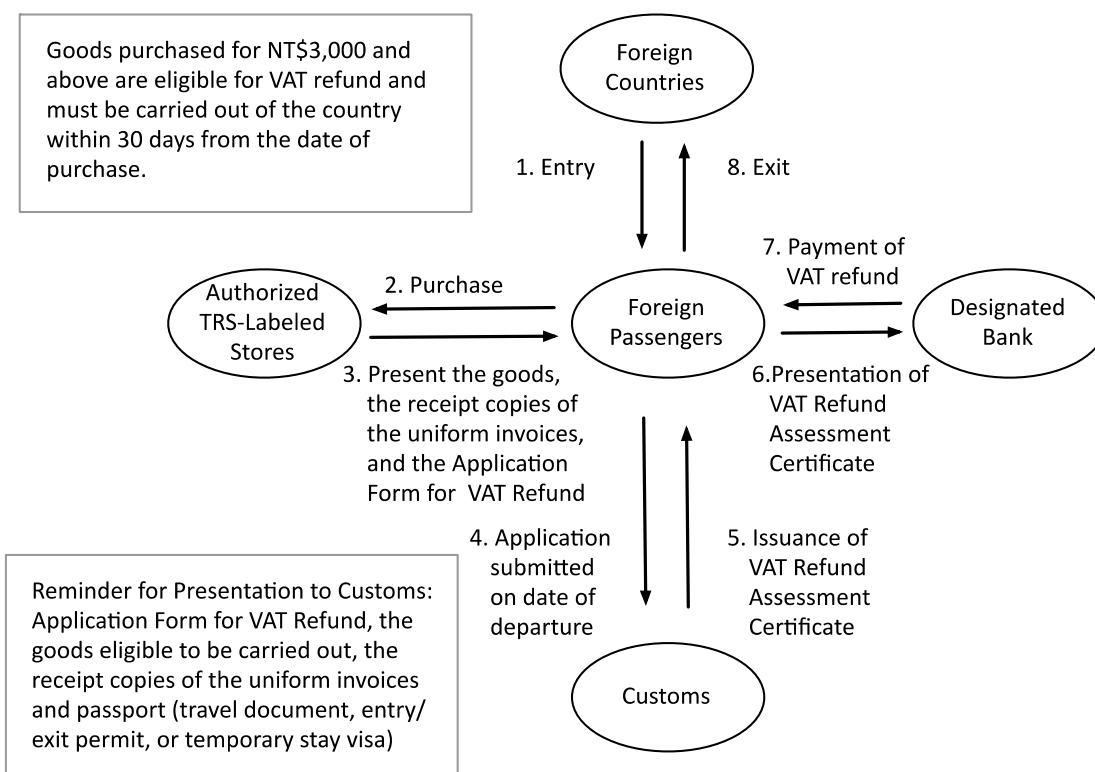 Goods purchased for NT$3,000 and
above are eligible for VAT refund and
must be carried out of the country
within 30 days from the date of
purchase.
Foreign
Countries
1. Entry
8. Exit
7. Payment of
VAT refund
Authorized
TRS-Labeled
Stores
2. Purchase
Foreign
Passengers
Designated
Bank
3. Present the goods,
the receipt copies of
the uniform invoices,
and the Application
Form for VAT Refund
6.Presentation of
VAT Refund
Assessment
Certificate
4. Application
submitted
on date of
departure
5. Issuance of
VAT Refund
Assessment
Certificate
Reminder for Presentation to Customs:
Application Form for VAT Refund, the
goods eligible to be carried out, the
receipt copies of the uniform invoices
and passport (travel document, entry/
exit permit, or temporary stay visa)
Customs